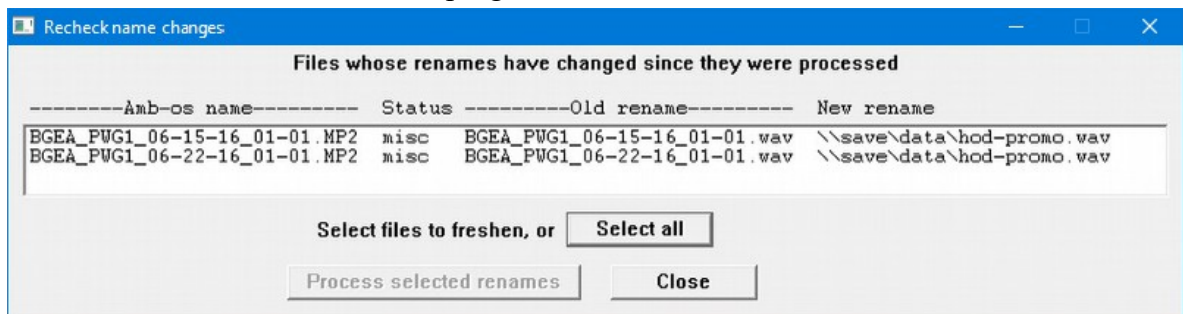 Recheck name changes
Files whose renames have changed since they were processed
--------Amb-os name--------- Status ---------Old rename--------- New rename
BGEA_PWG1_06-15-16_01-01.MP2 misc BGEA_PWG1_06-15-16_01-01.wav \\save\data\hod-promo.wav
BGEA_PWG1_06-22-16_01-01.MP2 misc BGEA_PWG1_06-22-16_01-01.wav \\save\data\hod-promo.wav
Select files to freshen, or Select all
Process selected renames Close